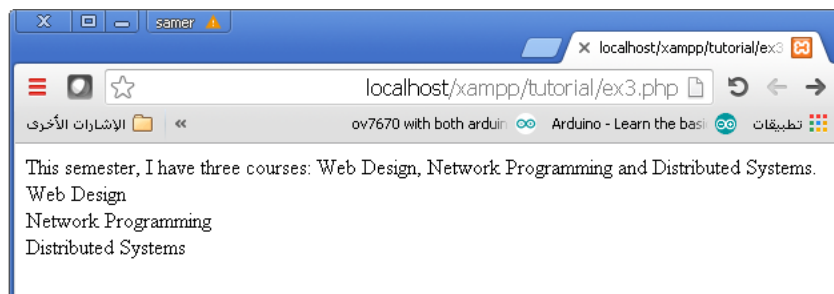 samer
localhost/xampp/tutorial/ex3
localhost/xampp/tutorial/ex3.php
تطبيقات
Arduino - Learn the basi
ov7670 with both arduin
»
الإشارات الأخرى
This semester, I have three courses: Web Design, Network Programming and Distributed Systems.
Web Design
Network Programming
Distributed Systems